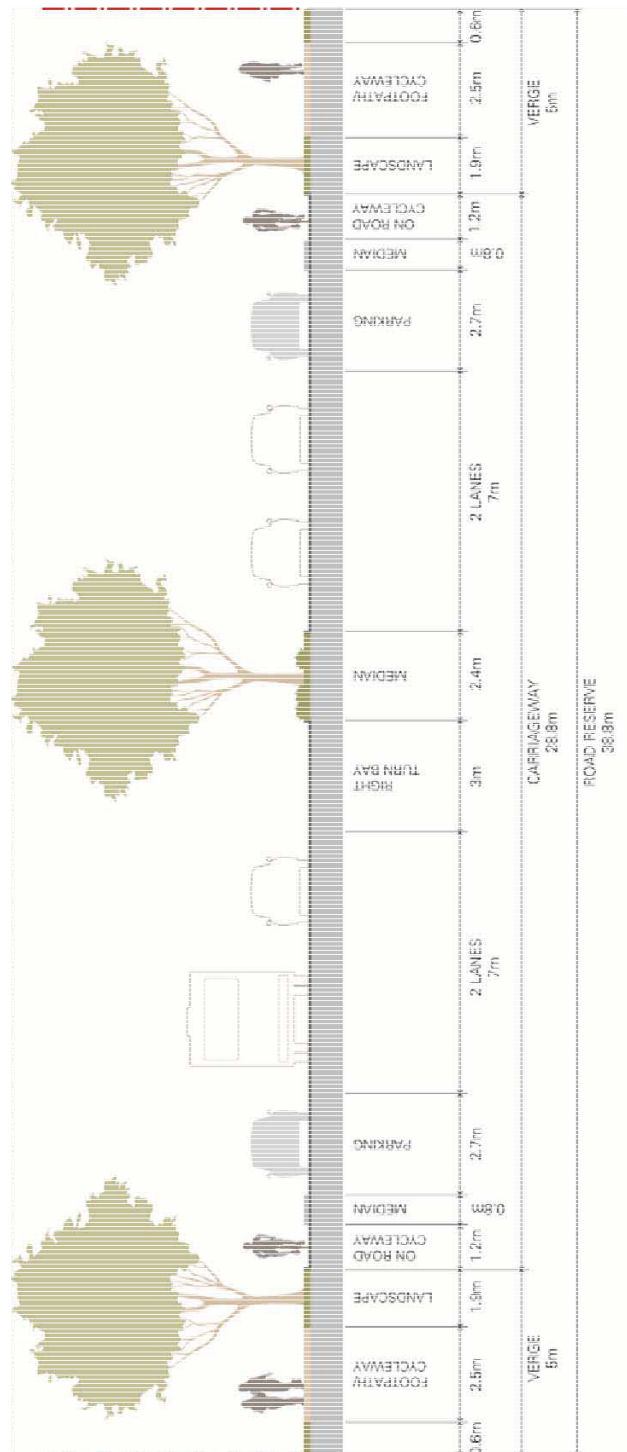 0.6m
FOOTPATH/
CYCLEWAY
2.5m
LANDSCAPE
1.9m
VERGE
5m
ON ROAD
CYCLEWAY
1.2m
MEDIAN
0.8m
PARKING
2.7m
2 LANES
7m
MEDIAN
2.4m
RIGHT
TURN BAY
3m
2 LANES
7m
PARKING
2.7m
MEDIAN
0.8m
ON ROAD
CYCLEWAY
1.2m
CARRIAGEWAY
28.8m
ROAD RESERVE
38.8m
LANDSCAPE
1.9m
FOOTPATH/
CYCLEWAY
2.5m
0.6m
VERGE
5m